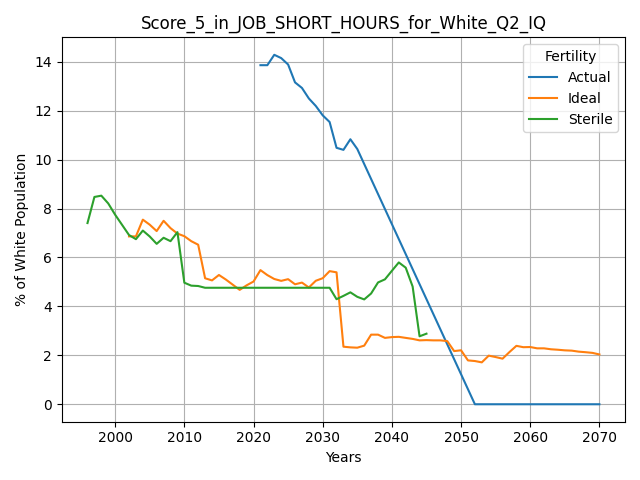 Score_5_in_JOB_SHORT_HOURS_for_White_Q2_IQ
Fertility
Actual
Ideal
Sterile
% of White Population
14
12
10
8
6
4
2
0
2000
2010
2020
2030
2040
2050
2060
2070
Years